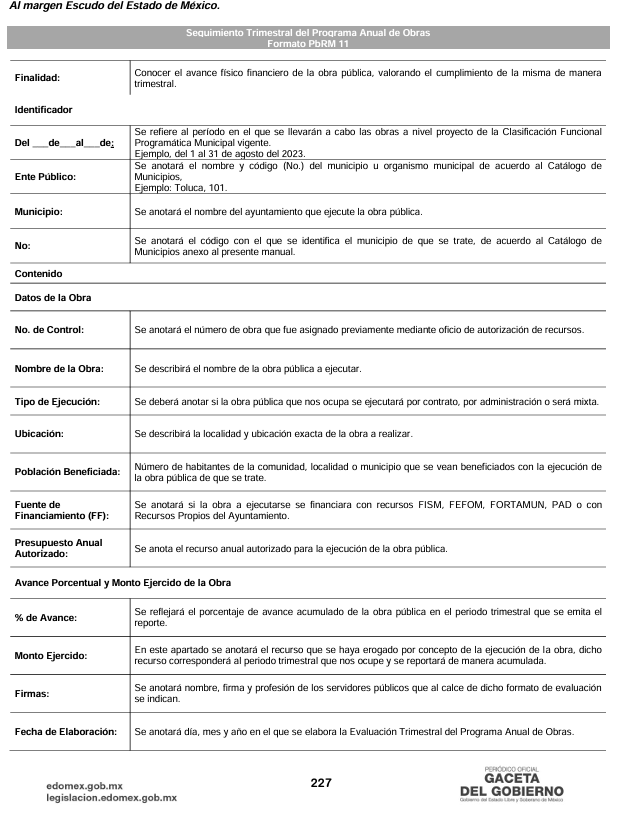 Al margen Escudo del Estado de México.
Seguimiento Trimestral del Programa Anual de Obras
Formato PbRM 11
Finalidad:
Conocer el avance físico financiero de la obra pública, valorando el cumplimiento de la misma de manera
trimestral.
Identificador
Del ___de___al___de:
Se refiere al período en el que se llevarán a cabo las obras a nivel proyecto de la Clasificación Funcional
Programática Municipal vigente.
Ejemplo, del 1 al 31 de agosto del 2023.
Ente Público:
Se anotará el nombre y código (No.) del municipio u organismo municipal de acuerdo al Catálogo de
Municipios,
Ejemplo: Toluca, 101.
Municipio:
Se anotará el nombre del ayuntamiento que ejecute la obra pública.
No:
Se anotará el código con el que se identifica el municipio de que se trate, de acuerdo al Catálogo de
Municipios anexo al presente manual.
Contenido
Datos de la Obra
No. de Control:
Se anotará el número de obra que fue asignado previamente mediante oficio de autorización de recursos.
Nombre de la Obra:
Se describirá el nombre de la obra pública a ejecutar.
Tipo de Ejecución:
Se deberá anotar si la obra pública que nos ocupa se ejecutará por contrato, por administración o será mixta.
Ubicación:
Se describirá la localidad y ubicación exacta de la obra a realizar.
Población Beneficiada:
Número de habitantes de la comunidad, localidad o municipio que se vean beneficiados con la ejecución de
la obra pública de que se trate.
Fuente de
Financiamiento (FF):
Se anotará si la obra a ejecutarse se financiara con recursos FISM, FEFOM, FORTAMUN, PAD o con
Recursos Propios del Ayuntamiento.
Presupuesto Anual
Autorizado:
Se anota el recurso anual autorizado para la ejecución de la obra pública.
Avance Porcentual y Monto Ejercido de la Obra
% de Avance:
Se reflejará el porcentaje de avance acumulado de la obra pública en el periodo trimestral que se emita el
reporte.
Monto Ejercido:
En este apartado se anotará el recurso que se haya erogado por concepto de la ejecución de la obra, dicho
recurso corresponderá al periodo trimestral que nos ocupe y se reportará de manera acumulada.
Firmas:
Se anotará nombre, firma y profesión de los servidores públicos que al calce de dicho formato de evaluación
se indican.
Fecha de Elaboración:
Se anotará día, mes y año en el que se elabora la Evaluación Trimestral del Programa Anual de Obras.
edomex.gob.mx
legislacion.edomex.gob.mx
227
PERIÓDICO OFICIAL
GACETA
DEL GOBIERNO
Gobierno del Estado Libre y Soberano de México